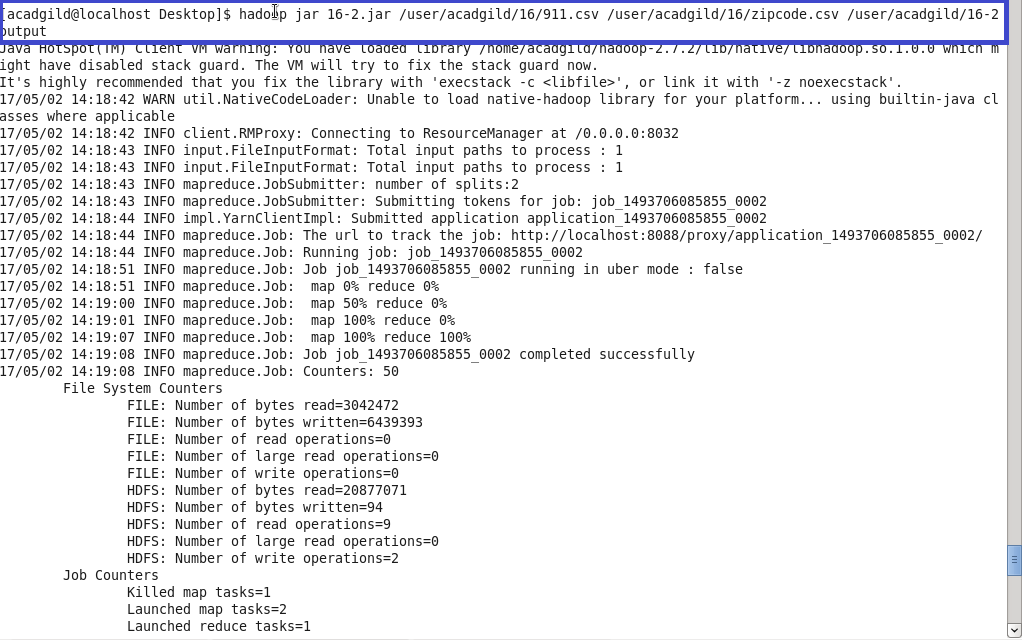 [acadgild@localhost Desktop]$ hadoop jar 16-2.jar /user/acadgild/16/911.csv /user/acadgild/16/zipcode.csv /user/acadgild/16-2
output
Java HotSpot(TM) Client VM warning: You have loaded library /home/acadgild/hadoop-2.7.2/lib/native/libhadoop.so.1.0.0 which m
ight have disabled stack guard. The VM will try to fix the stack guard now.
It's highly recommended that you fix the library with 'execstack -c <libfile>', or link it with '-z noexecstack'.
17/05/02 14:18:42 WARN util.NativeCodeLoader: Unable to load native-hadoop library for your platform... using builtin-java cl
asses where applicable
17/05/02 14:18:42 INFO client.RMProxy: Connecting to ResourceManager at /0.0.0.0:8032
17/05/02 14:18:43 INFO input.FileInputFormat: Total input paths to process : 1
17/05/02 14:18:43 INFO input.FileInputFormat: Total input paths to process : 1
17/05/02 14:18:43 INFO mapreduce.JobSubmitter: number of splits:2
17/05/02 14:18:43 INFO mapreduce.JobSubmitter: Submitting tokens for job: job_1493706085855_0002
17/05/02 14:18:44 INFO impl.YarnClientImpl: Submitted application application_1493706085855_0002
17/05/02 14:18:44 INFO mapreduce.Job: The url to track the job: http://localhost:8088/proxy/application_1493706085855_0002/
17/05/02 14:18:44 INFO mapreduce.Job: Running job: job_1493706085855_0002
17/05/02 14:18:51 INFO mapreduce.Job: Job job_1493706085855_0002 running in uber mode : false
17/05/02 14:18:51 INFO mapreduce.Job:  map 0% reduce 0%
17/05/02 14:19:00 INFO mapreduce.Job:  map 50% reduce 0%
17/05/02 14:19:01 INFO mapreduce.Job:  map 100% reduce 0%
17/05/02 14:19:07 INFO mapreduce.Job:  map 100% reduce 100%
17/05/02 14:19:08 INFO mapreduce.Job: Job job_1493706085855_0002 completed successfully
17/05/02 14:19:08 INFO mapreduce.Job: Counters: 50
File System Counters
FILE: Number of bytes read=3042472
FILE: Number of bytes written=6439393
FILE: Number of read operations=0
FILE: Number of large read operations=0
FILE: Number of write operations=0
HDFS: Number of bytes read=20877071
HDFS: Number of bytes written=94
HDFS: Number of read operations=9
HDFS: Number of large read operations=0
HDFS: Number of write operations=2
Job Counters
Killed map tasks=1
Launched map tasks=2
Launched reduce tasks=1